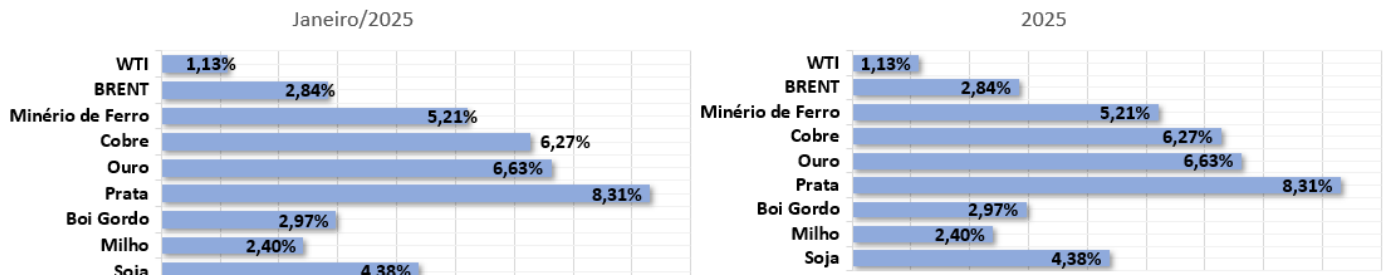 Janeiro/2025
WTI 1,13%
BRENT 2,84%
Minério de Ferro 5,21%
Cobre 6,27%
Ouro 6,63%
Prata 8,31%
Boi Gordo 2,97%
Milho 2,40%
Soja 4,38%
2025
WTI 1,13%
BRENT 2,84%
Minério de Ferro 5,21%
Cobre 6,27%
Ouro 6,63%
Prata 8,31%
Boi Gordo 2,97%
Milho 2,40%
Soja 4,38%